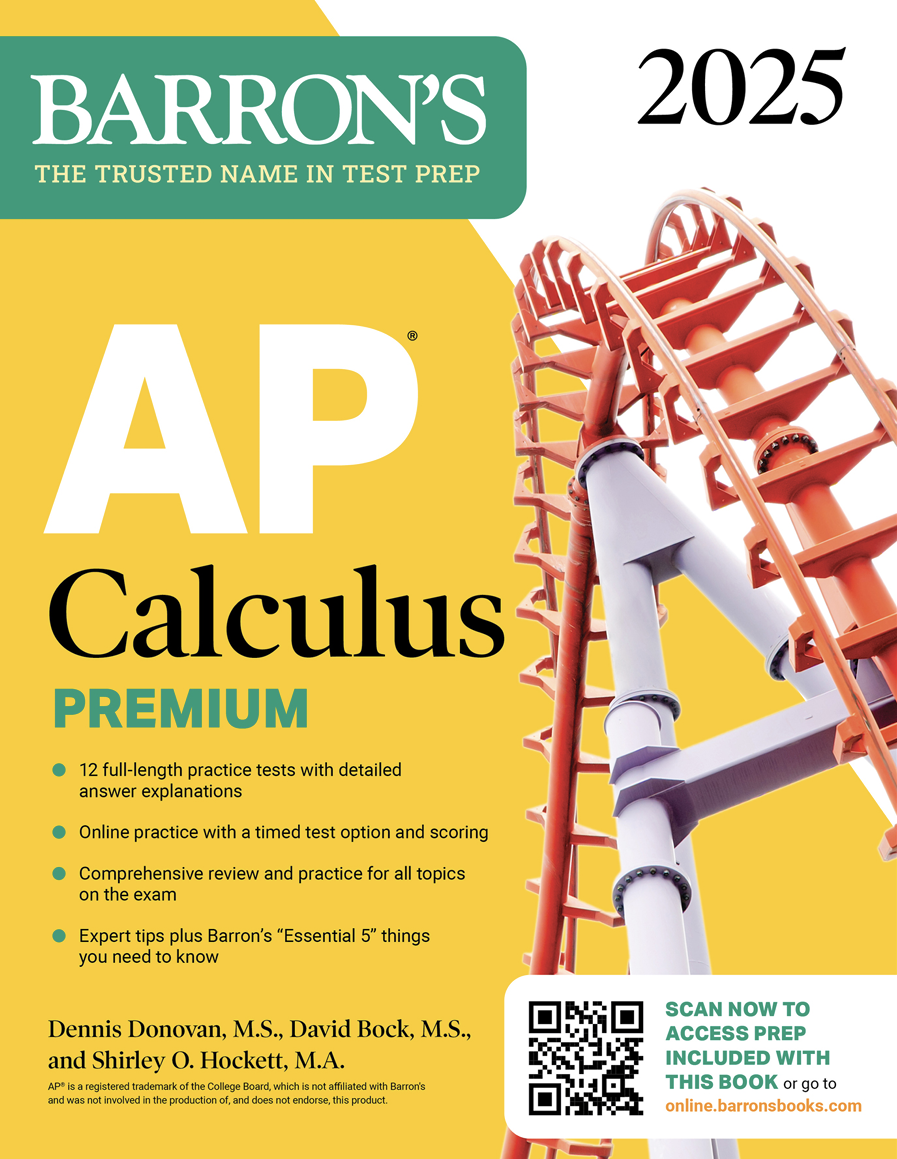 BARRON'S
THE TRUSTED NAME IN TEST PREP
2025
AP®
Calculus
PREMIUM
12 full-length practice tests with detailed
answer explanations
Online practice with a timed test option and scoring
Comprehensive review and practice for all topics
on the exam
Expert tips plus Barron's “Essential 5” things
you need to know
Dennis Donovan, M.S., David Bock, M.S.,
and Shirley O. Hockett, M.A.
AP® is a registered trademark of the College Board, which is not affiliated with Barron's
and was not involved in the production of, and does not endorse, this product.
SCAN NOW TO
ACCESS PREP
INCLUDED WITH
THIS BOOK or go to
online.barronsbooks.com